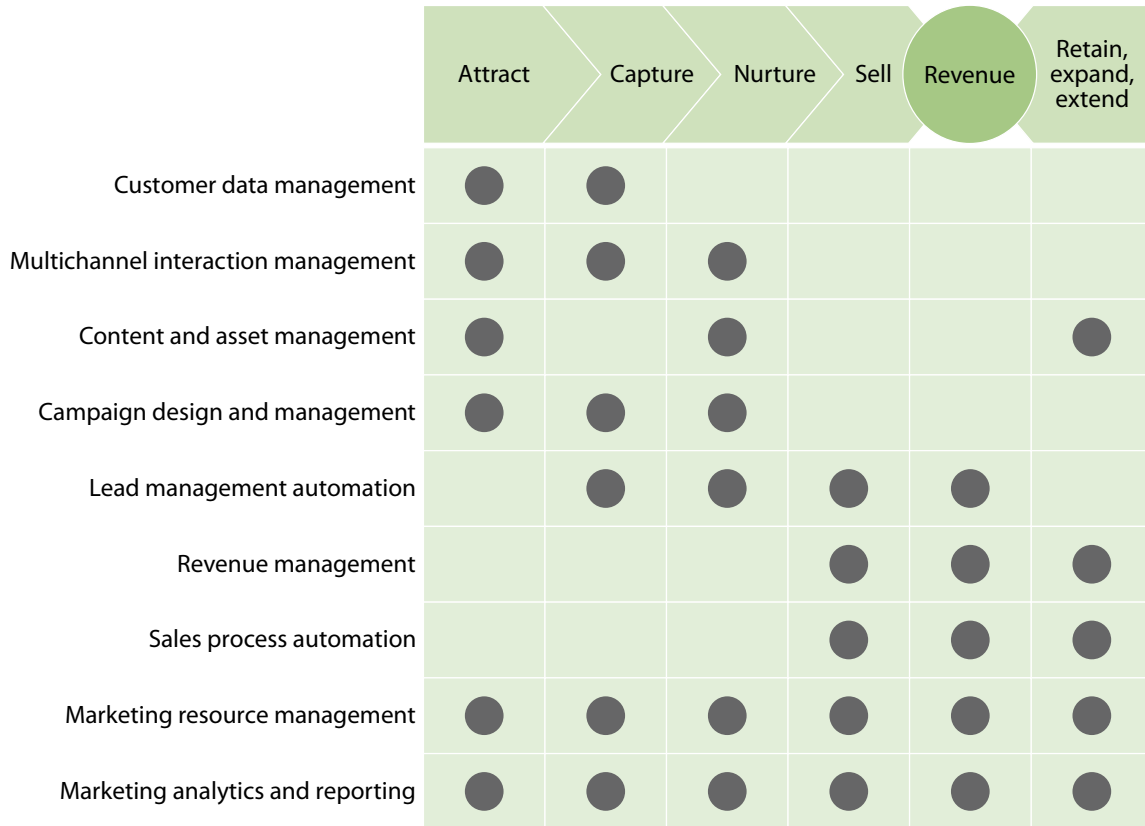 Attract
Capture
Nurture
Sell
Revenue
Retain,
expand,
extend
Customer data management
Multichannel interaction management
Content and asset management
Campaign design and management
Lead management automation
Revenue management
Sales process automation
Marketing resource management
Marketing analytics and reporting